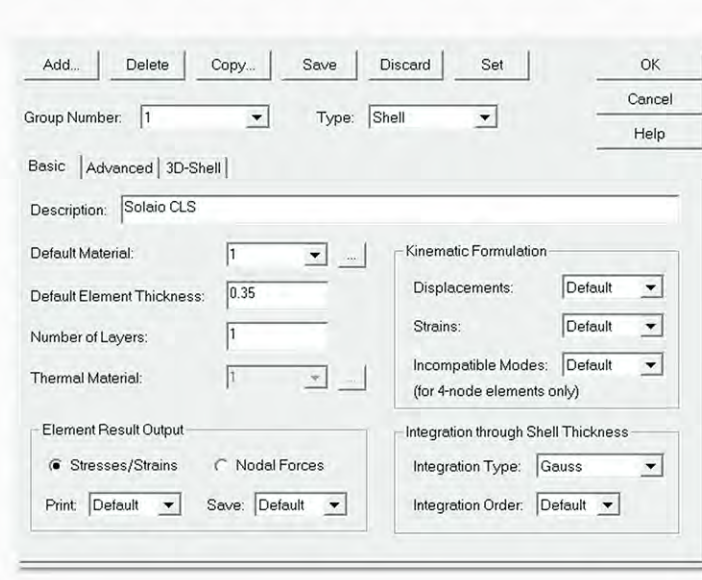 Add... Delete Copy... Save Discard Set OK
Cancel
Group Number: 1 Type: Shell
Help
Basic Advanced 3D-Shell
Description: Solaio CLS
Default Material: 1 ...
Default Element Thickness: 0.35
Number of Layers: 1
Thermal Material: 1 ...
Kinematic Formulation
Displacements: Default
Strains: Default
Incompatible Modes: Default
(for 4-node elements only)
Element Result Output
Stresses/Strains Nodal Forces
Print: Default Save: Default
Integration through Shell Thickness
Integration Type: Gauss
Integration Order: Default